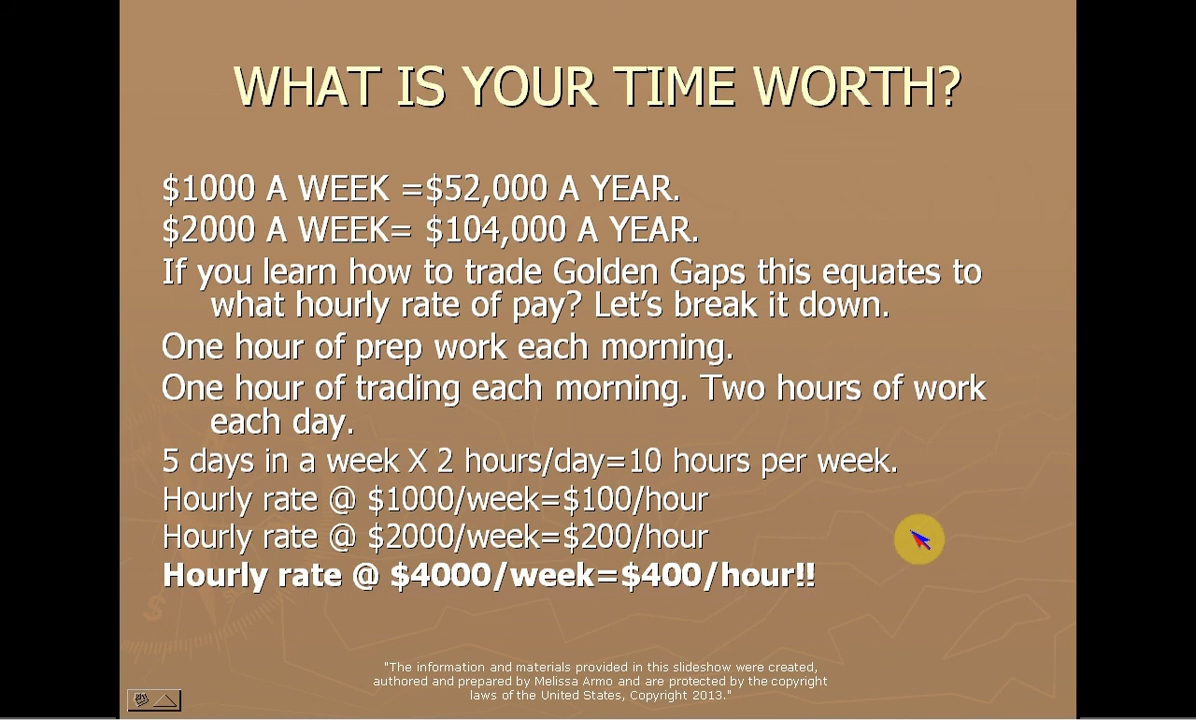 WHAT IS YOUR TIME WORTH?
$1000 A WEEK =$52,000 A YEAR.
$2000 A WEEK= $104,000 A YEAR.
If you learn how to trade Golden Gaps this equates to
what hourly rate of pay? Let's break it down.
One hour of prep work each morning.
One hour of trading each morning. Two hours of work
each day.
5 days in a week X 2 hours/day=10 hours per week.
Hourly rate @ $1000/week=$100/hour
Hourly rate @ $2000/week=$200/hour
Hourly rate @ $4000/week=$400/hour!!
"The information and materials provided in this slideshow were created,
authored and prepared by Melissa Armo and are protected by the copyright
laws of the United States, Copyright 2013."